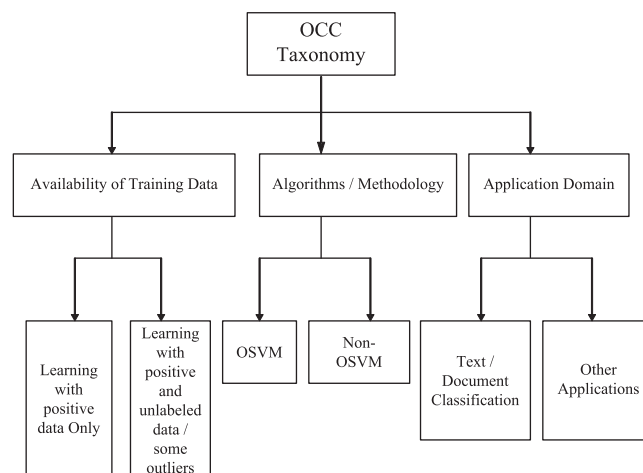 OCC
Taxonomy
Availability of Training Data
Algorithms / Methodology
Application Domain
Learning
with
positive
data Only
Learning
with
positive
and
unlabeled
data /
some
outliers
OSVM
Non-
OSVM
Text /
Document
Classification
Other
Applications